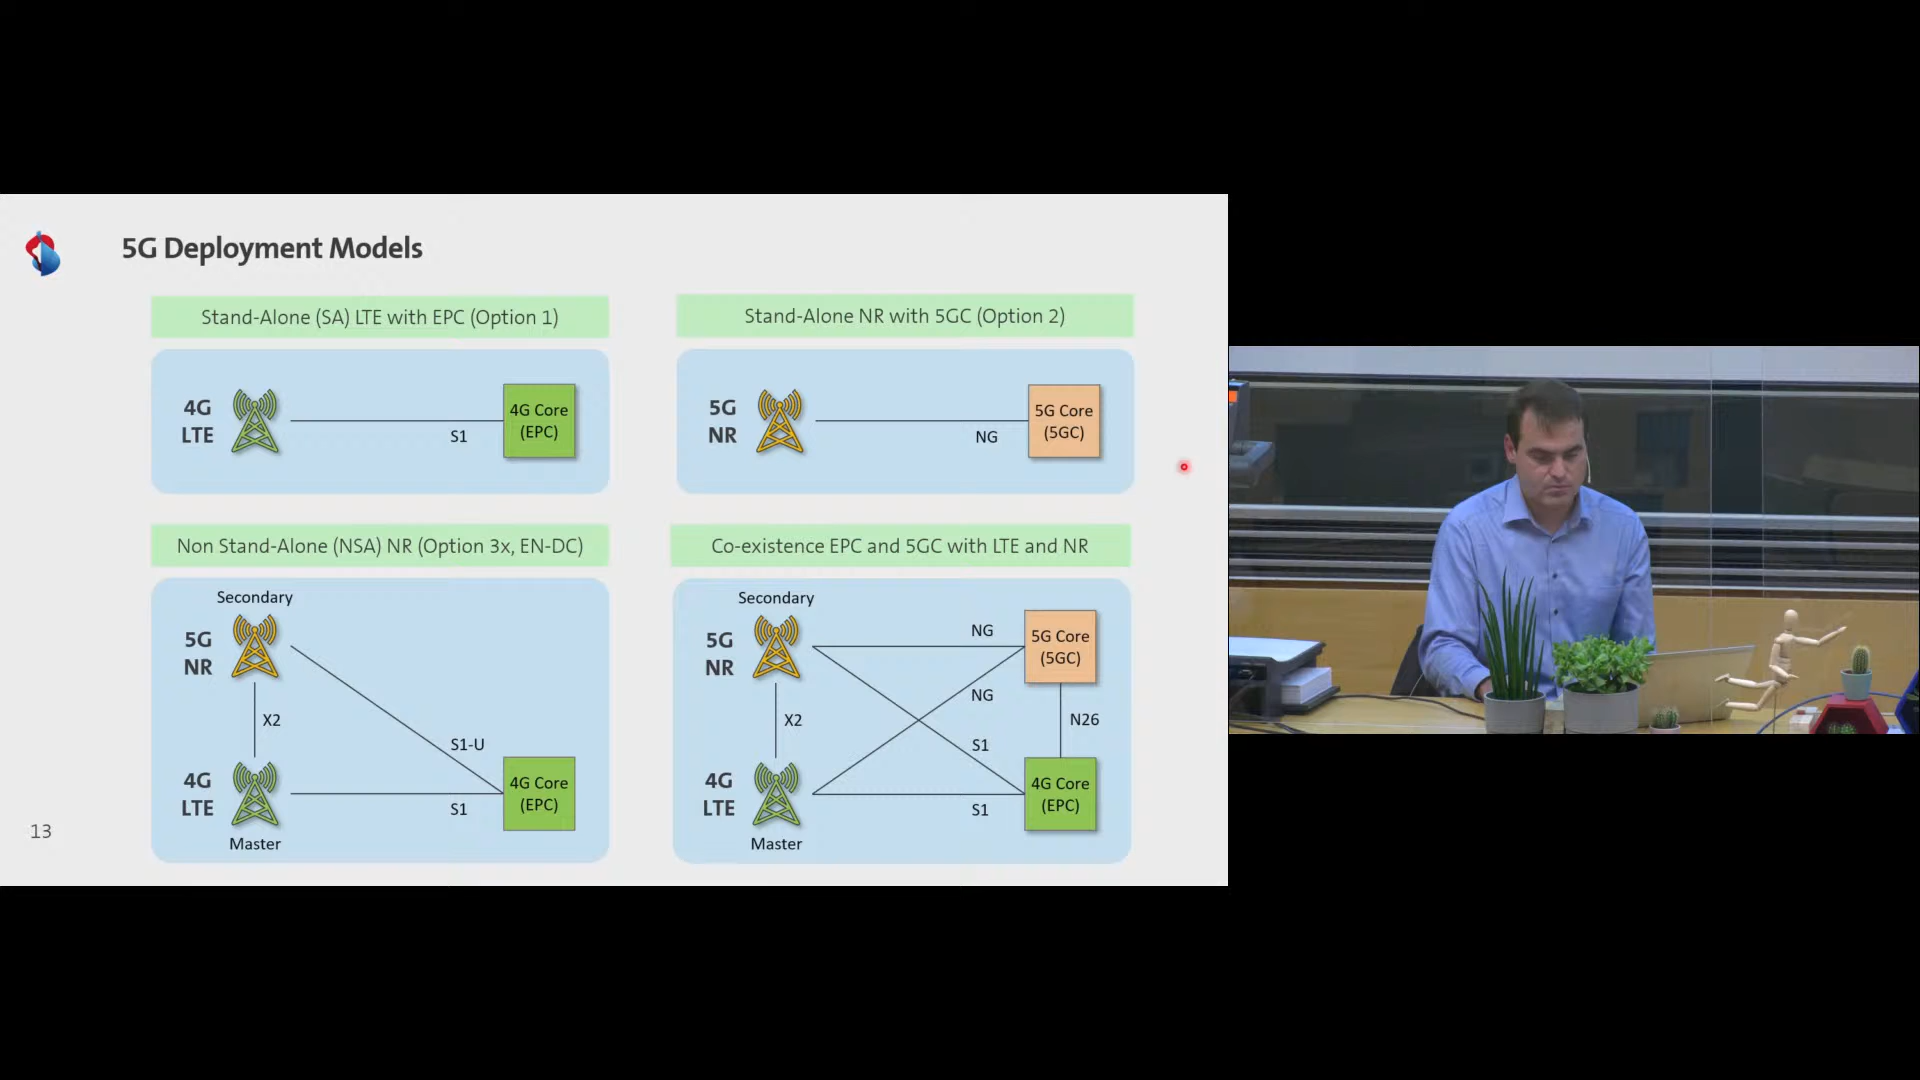 5G Deployment Models
Stand-Alone (SA) LTE with EPC (Option 1)
4G
LTE
S1
4G Core
(EPC)
Stand-Alone NR with 5GC (Option 2)
5G
NR
NG
5G Core
(5GC)
Non Stand-Alone (NSA) NR (Option 3x, EN-DC)
Secondary
5G
NR
X2
S1-U
4G
LTE
S1
4G Core
(EPC)
Master
Co-existence EPC and 5GC with LTE and NR
Secondary
5G
NR
NG
5G Core
(5GC)
NG
X2
N26
S1
4G
LTE
S1
4G Core
(EPC)
Master
13